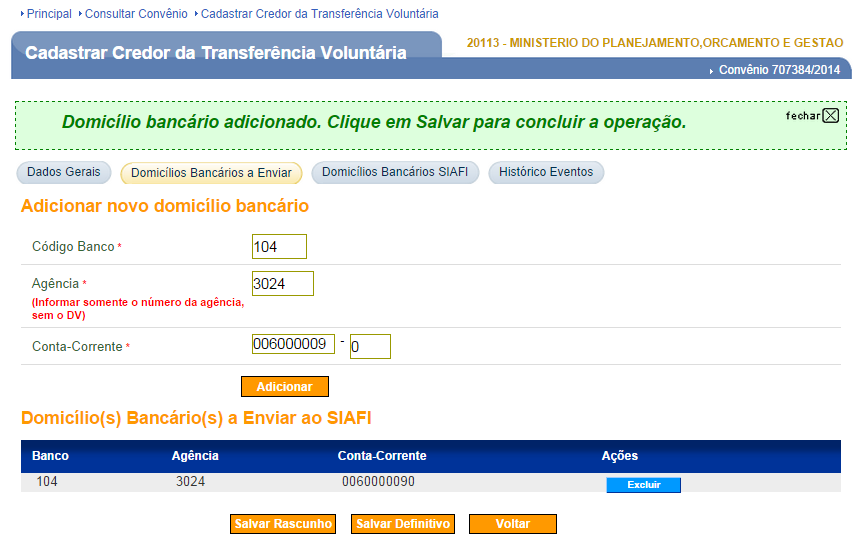 Principal Consultar Convênio Cadastrar Credor da Transferência Voluntária
Cadastrar Credor da Transferência Voluntária
20113 - MINISTERIO DO PLANEJAMENTO,ORCAMENTO E GESTAO
Convênio 707384/2014
Domicílio bancário adicionado. Clique em Salvar para concluir a operação.
fechar
Dados Gerais Domicílios Bancários a Enviar Domicílios Bancários SIAFI Histórico Eventos
Adicionar novo domicílio bancário
Código Banco * 104
Agência * 3024
(Informar somente o número da agência,
sem o DV)
Conta-Corrente * 006000009 - 0
Adicionar
Domicílio(s) Bancário(s) a Enviar ao SIAFI
Banco Agência Conta-Corrente Ações
104 3024 0060000090 Excluir
Salvar Rascunho Salvar Definitivo Voltar